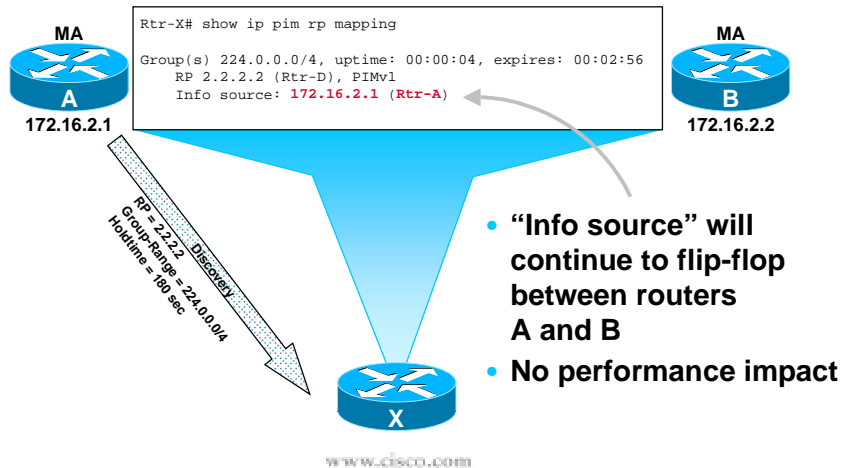 Rtr-X# show ip pim rp mapping
Group(s) 224.0.0.0/4, uptime: 00:00:04, expires: 00:02:56
RP 2.2.2.2 (Rtr-D), PIMv1
Info source: 172.16.2.1 (Rtr-A)
MA
A
172.16.2.1
MA
B
172.16.2.2
RP = 2.2.2.2
Group-Range = 224.0.0.0/4
Holdtime = 180 sec
Discovery
• “Info source” will
continue to flip-flop
between routers
A and B
• No performance impact
X
www.cisco.com